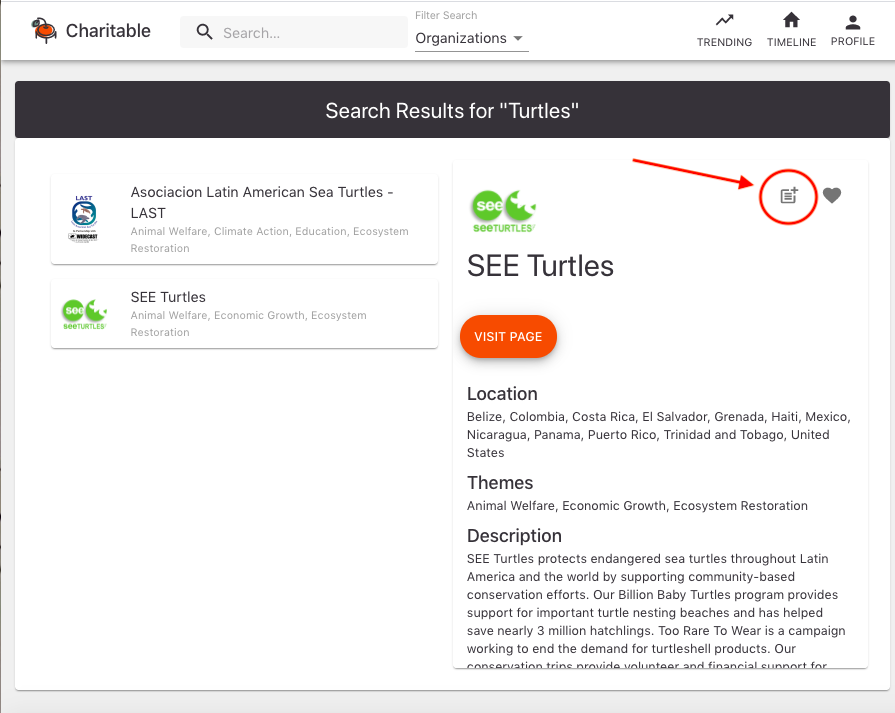 Charitable
Search...
Filter Search
Organizations
TRENDING
TIMELINE
PROFILE
Search Results for "Turtles"
LAST
WIDECAST
Asociacion Latin American Sea Turtles -
LAST
Animal Welfare, Climate Action, Education, Ecosystem
Restoration
see
SEETURTLES
SEE Turtles
Animal Welfare, Economic Growth, Ecosystem
Restoration
see
SEETURTLES
SEE Turtles
VISIT PAGE
Location
Belize, Colombia, Costa Rica, El Salvador, Grenada, Haiti, Mexico,
Nicaragua, Panama, Puerto Rico, Trinidad and Tobago, United
States
Themes
Animal Welfare, Economic Growth, Ecosystem Restoration
Description
SEE Turtles protects endangered sea turtles throughout Latin
America and the world by supporting community-based
conservation efforts. Our Billion Baby Turtles program provides
support for important turtle nesting beaches and has helped
save nearly 3 million hatchlings. Too Rare To Wear is a campaign
working to end the demand for turtleshell products. Our
conservation trips provide volunteer and financial support for